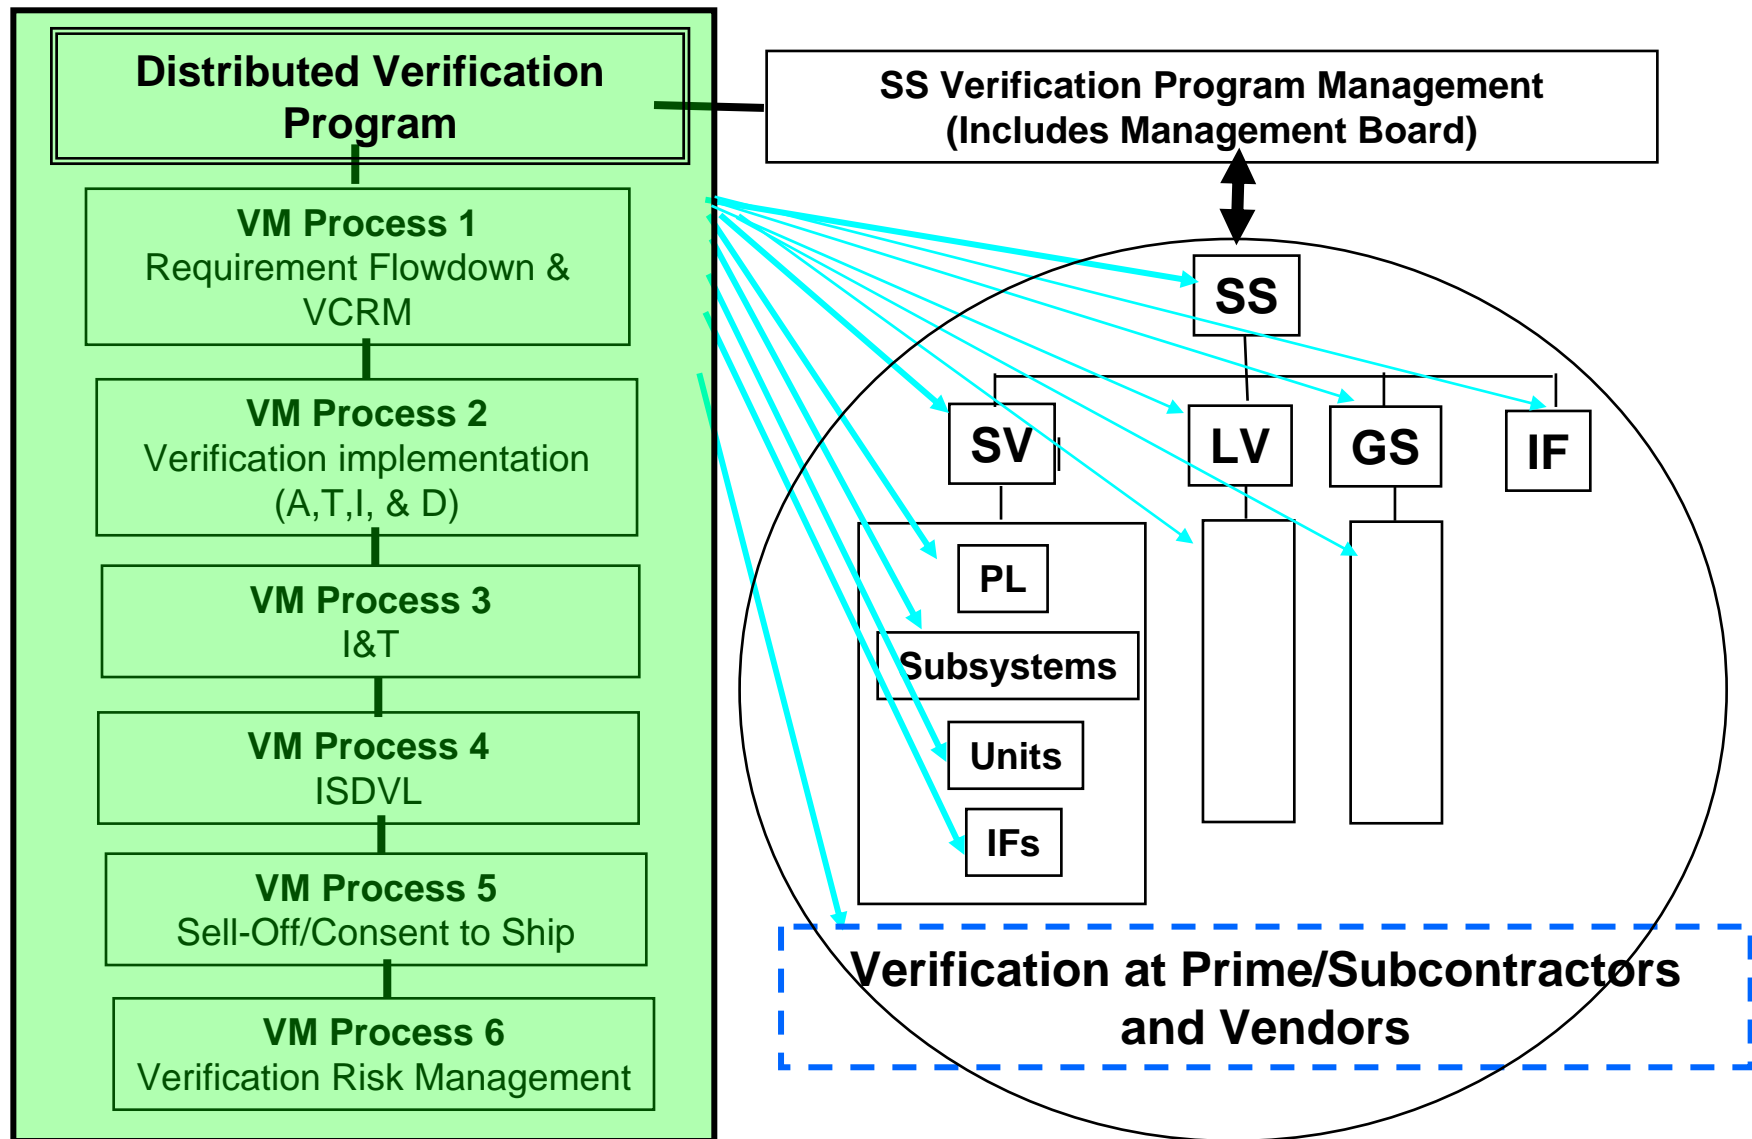 Distributed Verification
Program
SS Verification Program Management
(Includes Management Board)
VM Process 1
Requirement Flowdown &
VCRM
VM Process 2
Verification implementation
(A,T,I, & D)
VM Process 3
I&T
VM Process 4
ISDVL
VM Process 5
Sell-Off/Consent to Ship
VM Process 6
Verification Risk Management
SS
SV
LV
GS
IF
PL
Subsystems
Units
IFs
Verification at Prime/Subcontractors
and Vendors